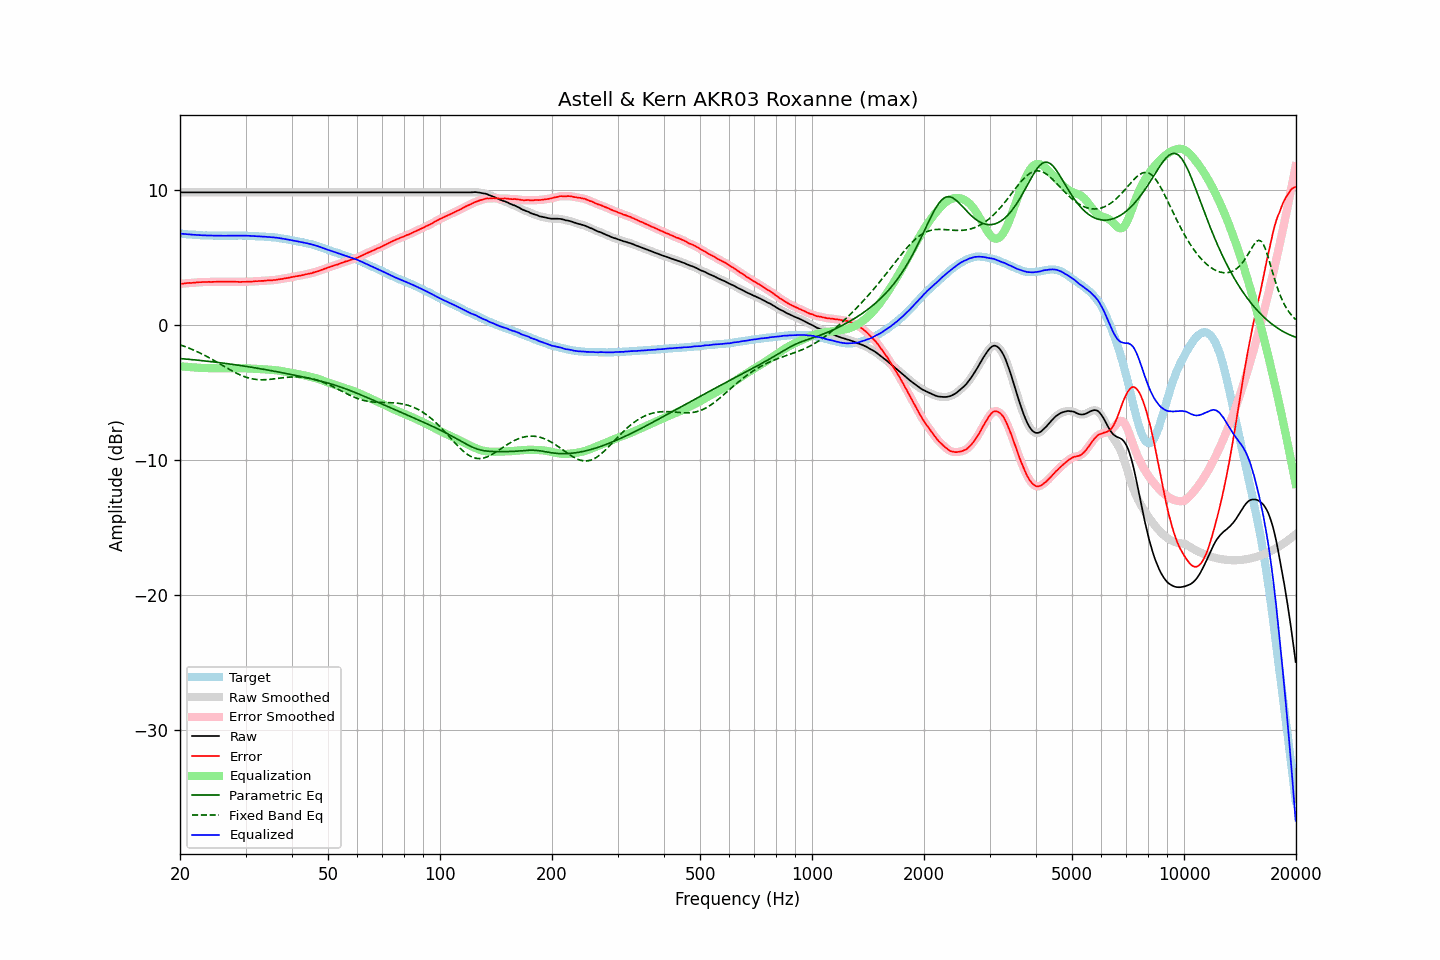 Astell & Kern AKR03 Roxanne (max)
Amplitude (dBr)
10
0
−10
−20
−30
Target
Raw Smoothed
Error Smoothed
Raw
Error
Equalization
Parametric Eq
Fixed Band Eq
Equalized
20 50 100 200 500 1000 2000 5000 10000 20000
Frequency (Hz)